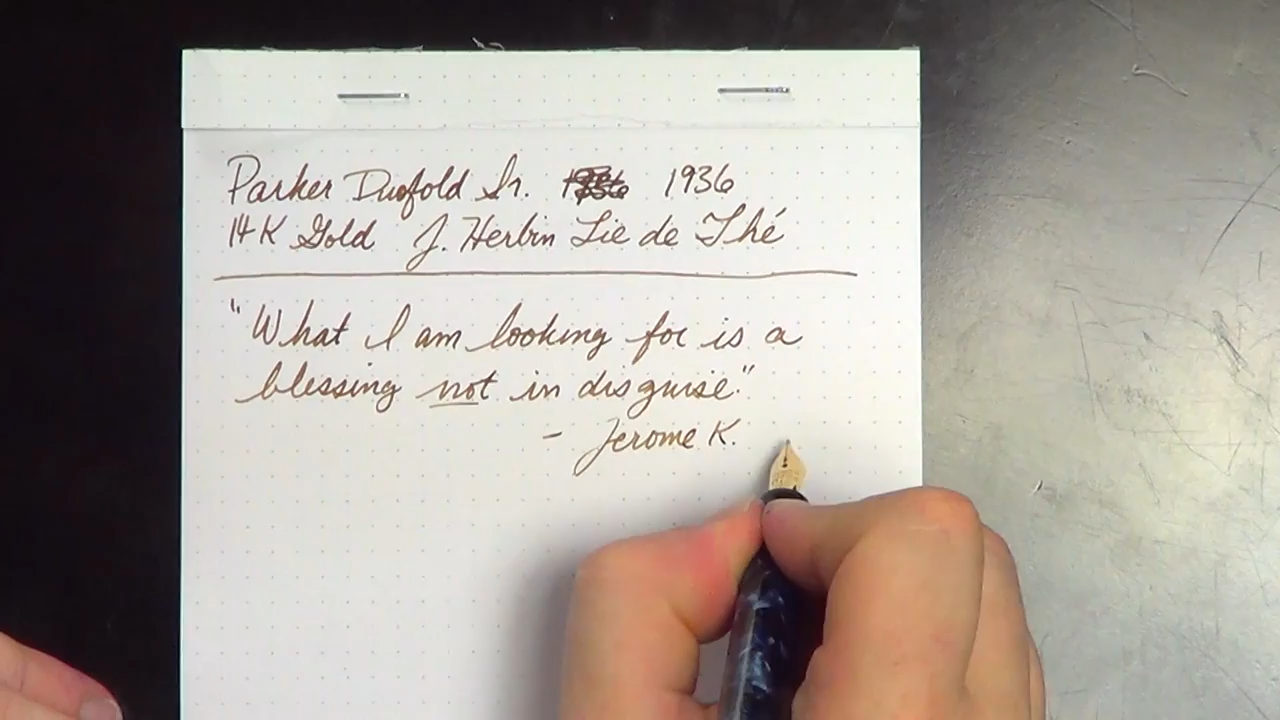 Parker Duofold Sr. 1936
14K Gold J. Herbin Lie de Thé
"What I am looking for is a
blessing not in disguise."
- Jerome K.